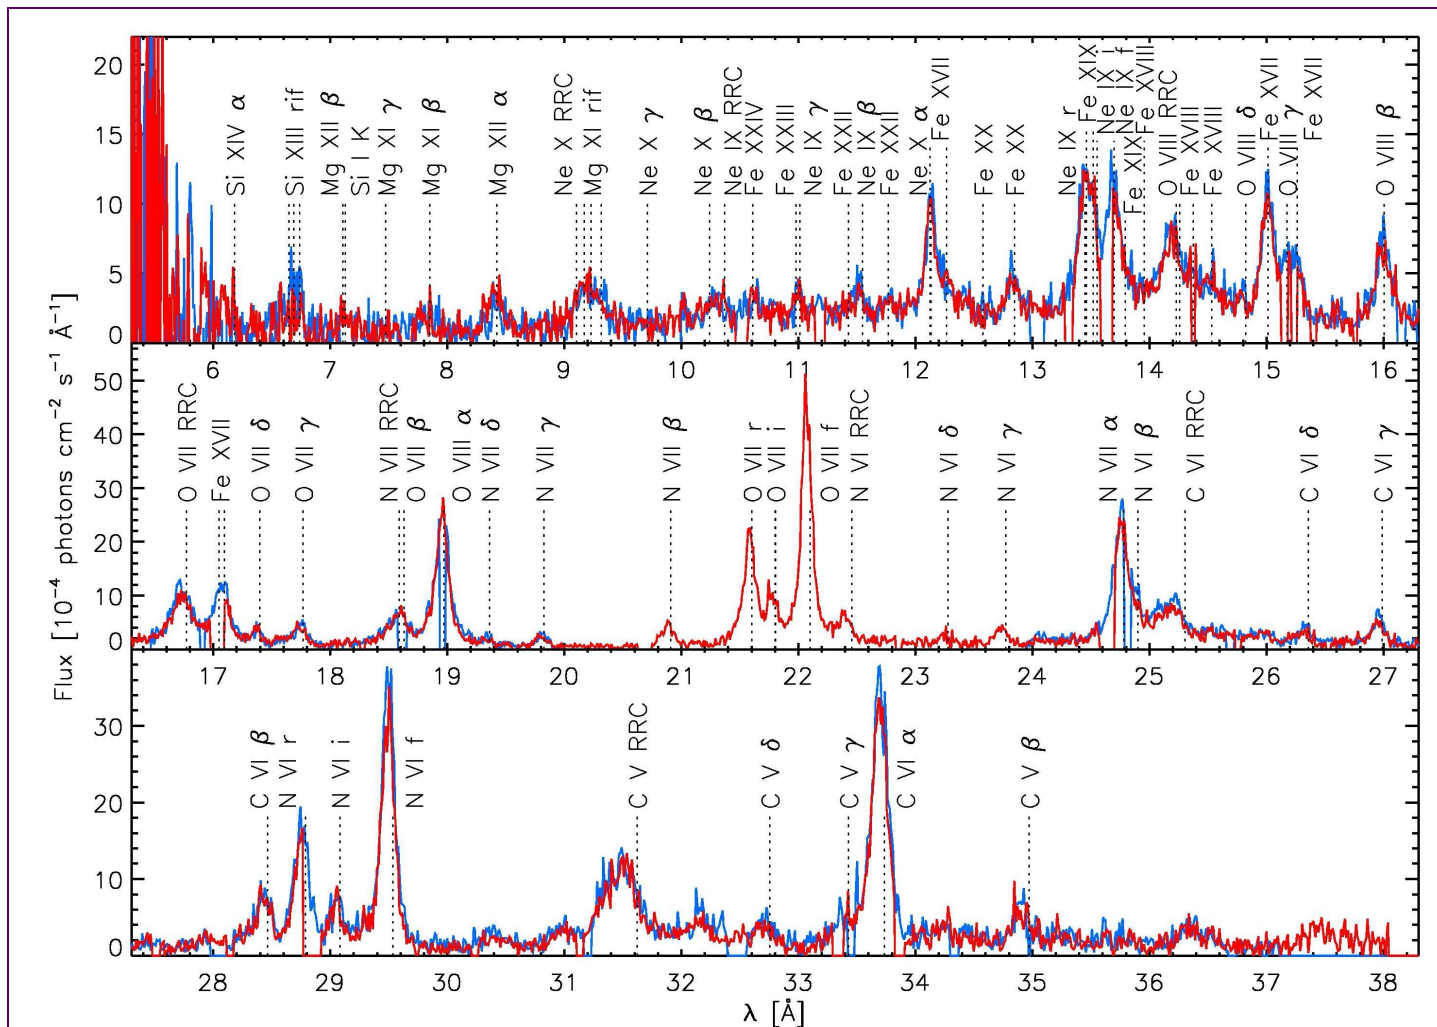 Flux [10⁻⁴ photons cm⁻² s⁻¹ Å⁻¹]
20
15
10
5
0
Si XIV α
Si XIII rif
Mg XII β
Si I K
Mg XI γ
Mg XI β
Mg XII α
Ne X RRC
Mg XI rif
Ne X γ
Ne X β
Ne IX RRC
Fe XXIV
Fe XXIII
Ne IX γ
Fe XXII
Ne IX β
Fe XXII
Ne X α
Fe XVII
Fe XX
Fe XX
Ne IX r
Fe XIX
Ne IX i
Fe XIX
Ne IX f
Fe XVIII
O VIII RRC
Fe XVIII
Fe XVIII
O VIII δ
Fe XVII
O VIII γ
Fe XVII
O VIII β
6 7 8 9 10 11 12 13 14 15 16
50
40
30
20
10
0
O VII RRC
Fe XVII
O VII δ
O VII γ
N VII RRC
O VII β
O VIII α
N VII δ
N VII γ
N VII β
O VII r
O VII i
O VII f
N VI RRC
N VI δ
N VI γ
N VII α
N VI β
C VI RRC
C VI δ
C VI γ
17 18 19 20 21 22 23 24 25 26 27
30
20
10
0
C VI β
N VI r
N VI i
N VI f
C V RRC
C V δ
C V γ
C VI α
C V β
28 29 30 31 32 33 34 35 36 37 38
λ [Å]